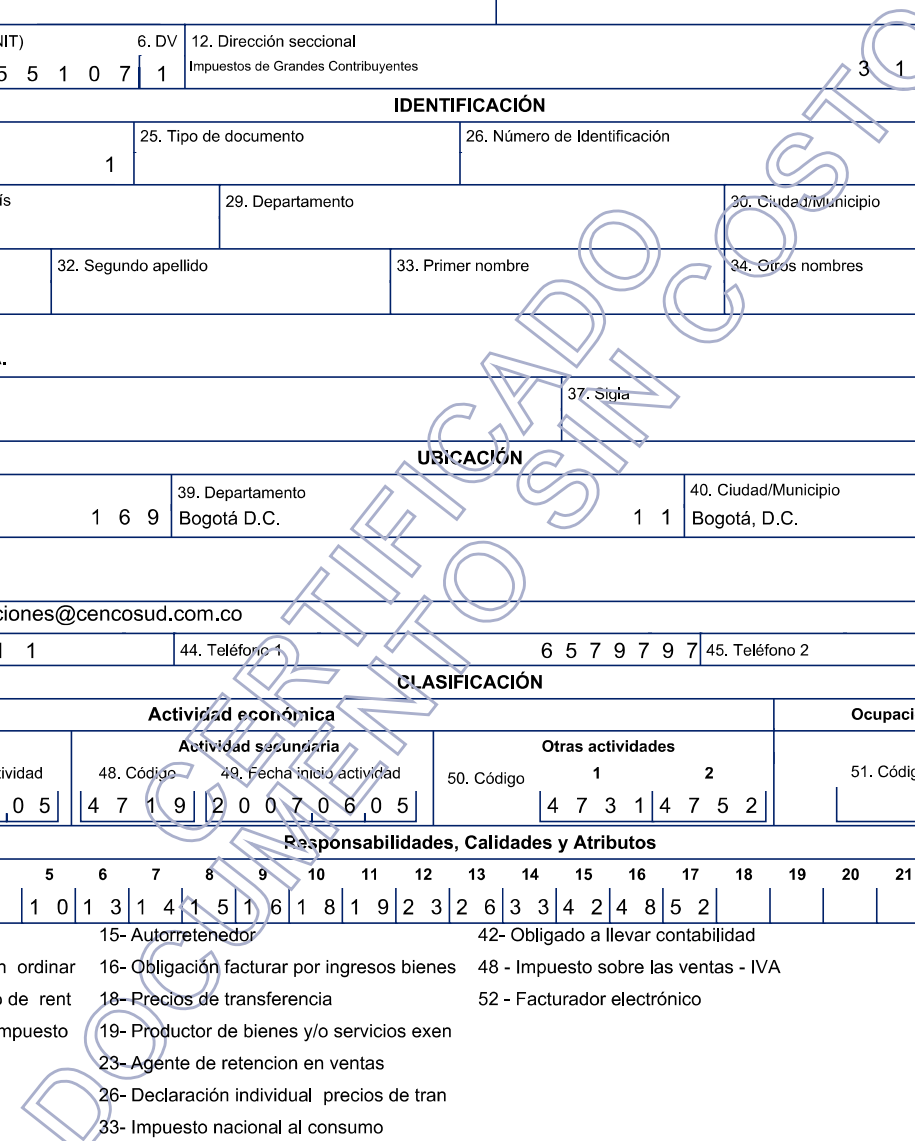 NIT) 6. DV 12. Dirección seccional
5 5 1 0 7 1 Impuestos de Grandes Contribuyentes 3 1
IDENTIFICACIÓN
25. Tipo de documento 26. Número de Identificación
1
ís 29. Departamento 30. Ciudad/Municipio
32. Segundo apellido 33. Primer nombre 34. Otros nombres
37. Sigla
UBICACIÓN
39. Departamento 40. Ciudad/Municipio
1 6 9 Bogotá D.C. 1 1 Bogotá, D.C.
ciones@cencosud.com.co
1 1 44. Teléfono 1 6 5 7 9 7 9 7 45. Teléfono 2
CLASIFICACIÓN
Actividad económica Ocupaci
Actividad secundaria Otras actividades
tividad 48. Código 49. Fecha inicio actividad 50. Código 1 2 51. Códig
0 5 4 7 1 9 2 0 0 7 0 6 0 5 4 7 3 1 4 7 5 2
Responsabilidades, Calidades y Atributos
5 6 7 8 9 10 11 12 13 14 15 16 17 18 19 20 21
1 0 1 3 1 4 1 5 1 6 1 8 1 9 2 3 2 6 3 3 4 2 4 8 5 2
15- Autorretenedor 42- Obligado a llevar contabilidad
n ordinar 16- Obligación facturar por ingresos bienes 48 - Impuesto sobre las ventas - IVA
o de rent 18- Precios de transferencia 52 - Facturador electrónico
mpuesto 19- Productor de bienes y/o servicios exen
23- Agente de retencion en ventas
26- Declaración individual precios de tran
33- Impuesto nacional al consumo
CERTIFICADO
DOCUMENTO SIN COSTO